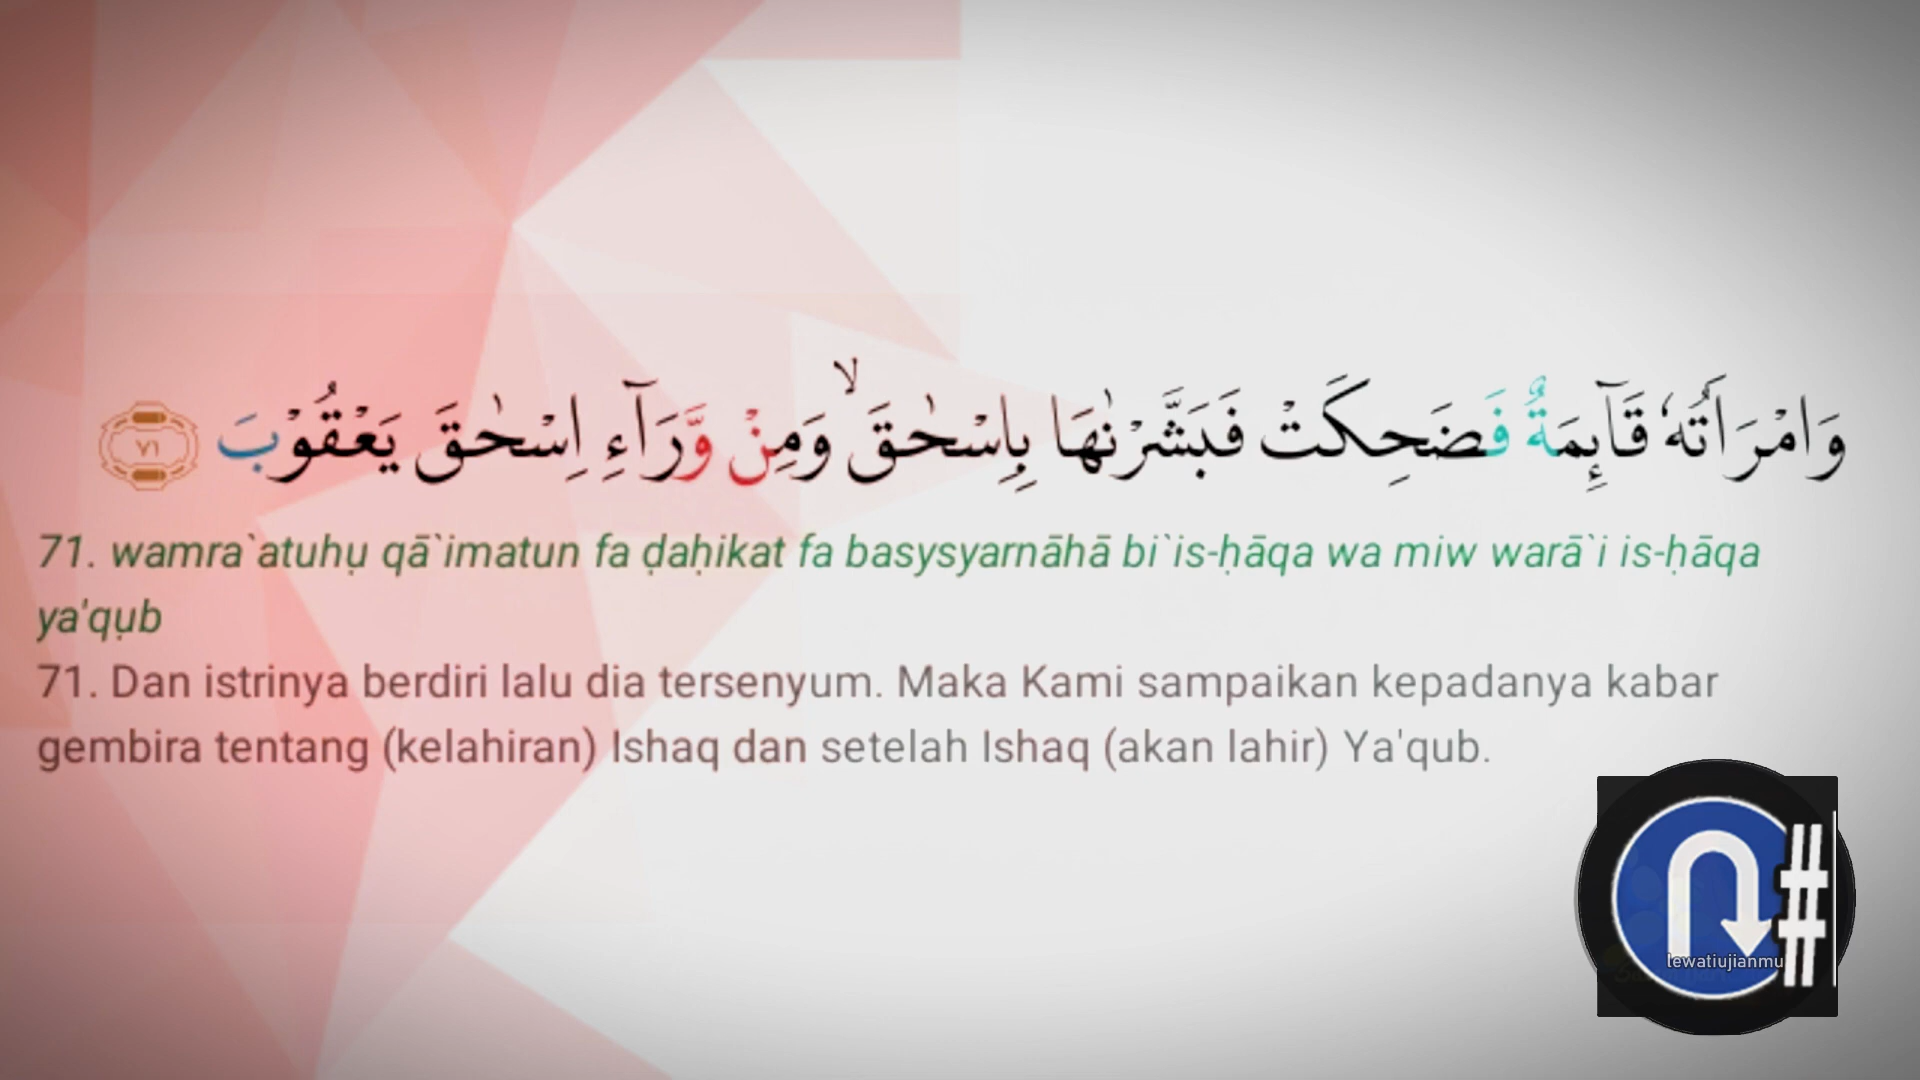 وَامْرَاَتُهٗ قَآىِٕمَةٌ فَضَحِكَتْ فَبَشَّرْنٰهَا بِاِسْحٰقَۙ وَمِنْ وَّرَآءِ اِسْحٰقَ يَعْقُوْبَ ٧١
71. wamra`atuhụ qā`imatun fa ḍaḥikat fa basysyarnāhā bi`is-ḥāqa wa miw warā`i is-ḥāqa
ya'qụb
71. Dan istrinya berdiri lalu dia tersenyum. Maka Kami sampaikan kepadanya kabar
gembira tentang (kelahiran) Ishaq dan setelah Ishaq (akan lahir) Ya'qub.
#
lewatiujianmu